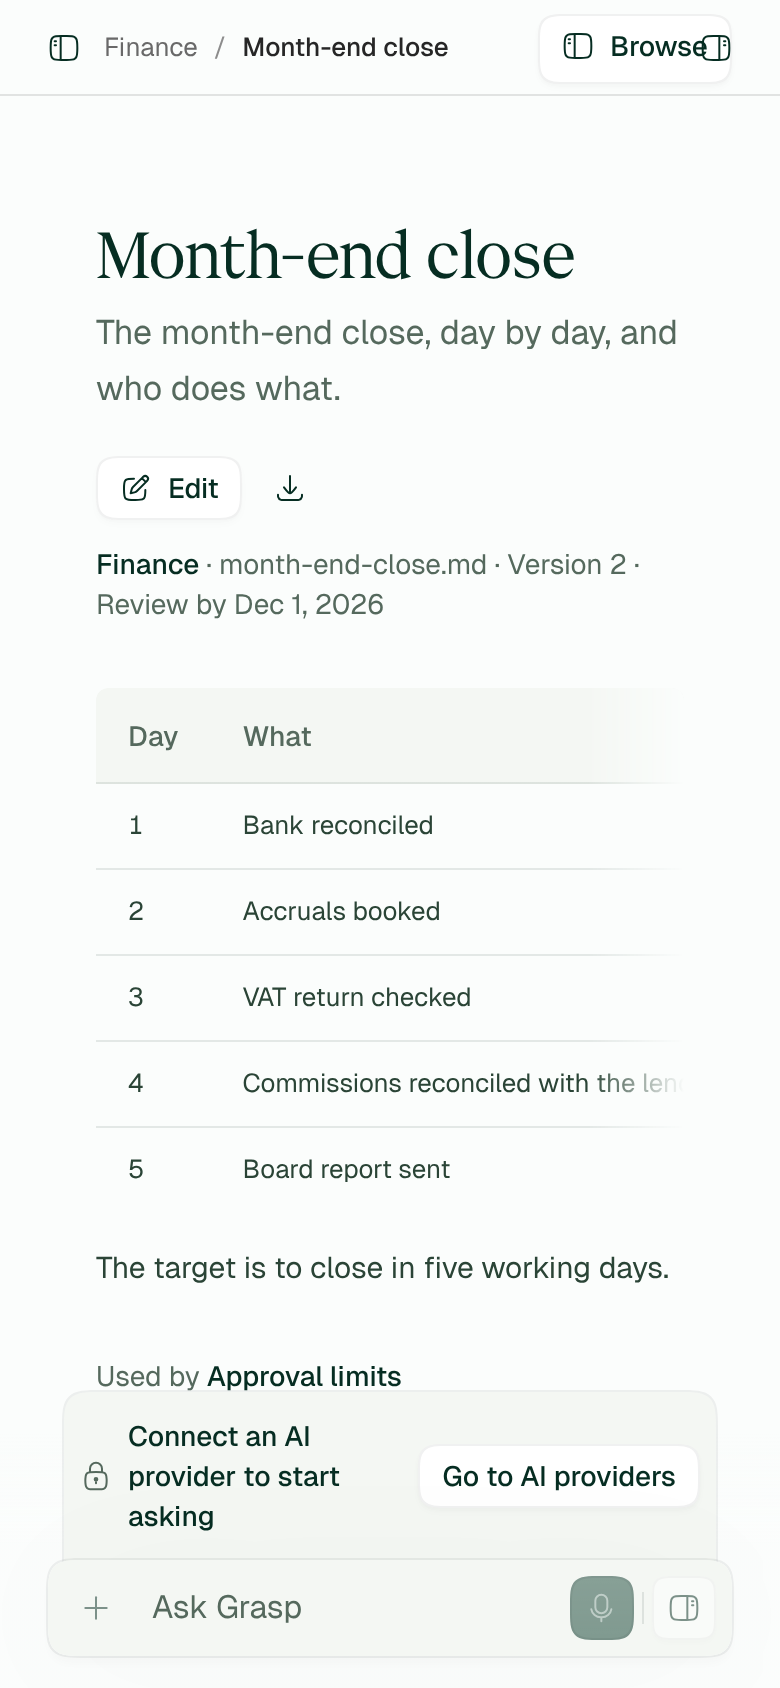 Finance / Month-end close
Browse
Month-end close
The month-end close, day by day, and
who does what.
Edit
Finance · month-end-close.md · Version 2 ·
Review by Dec 1, 2026
Day What
1 Bank reconciled
2 Accruals booked
3 VAT return checked
4 Commissions reconciled with the
5 Board report sent
The target is to close in five working days.
Used by Approval limits
Connect an AI
provider to start
asking
Go to AI providers
Ask Grasp